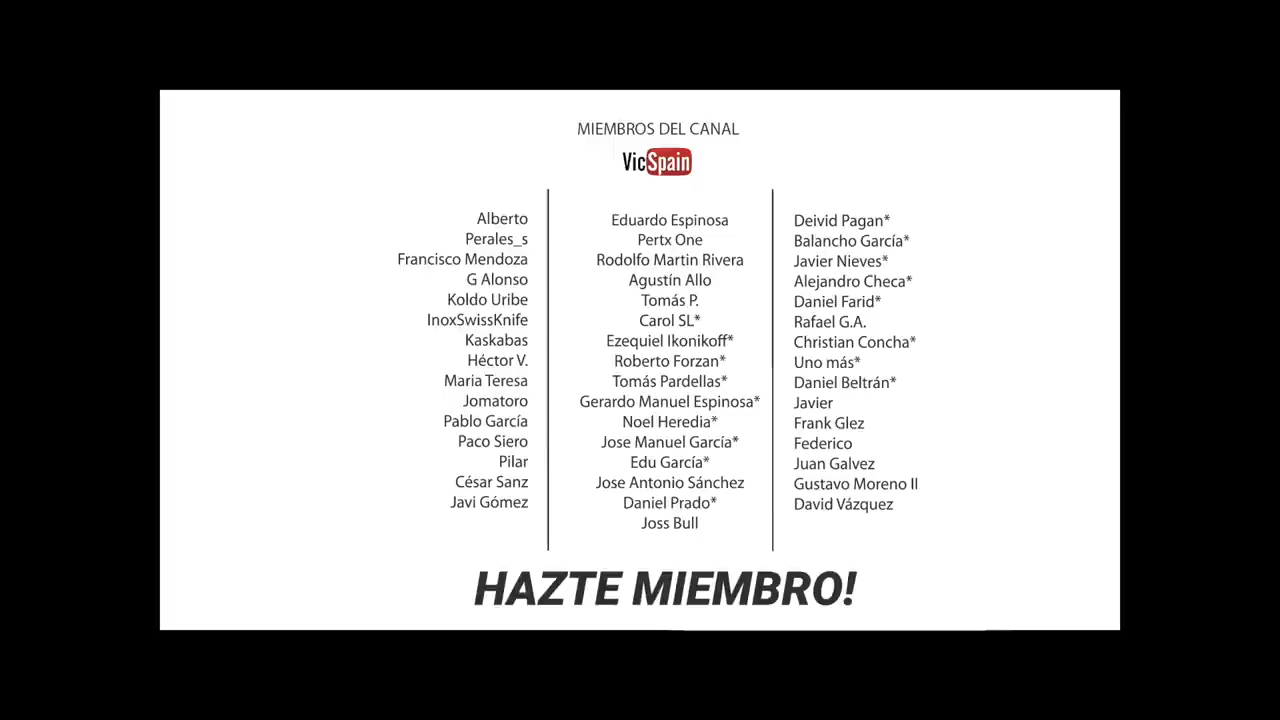 MIEMBROS DEL CANAL
VicSpain
Alberto
Perales_s
Francisco Mendoza
G Alonso
Koldo Uribe
InoxSwissKnife
Kaskabas
Héctor V.
Maria Teresa
Jomatoro
Pablo García
Paco Siero
Pilar
César Sanz
Javi Gómez
Eduardo Espinosa
Pertx One
Rodolfo Martin Rivera
Agustín Allo
Tomás P.
Carol SL*
Ezequiel Ikonikoff*
Roberto Forzan*
Tomás Pardellas*
Gerardo Manuel Espinosa*
Noel Heredia*
Jose Manuel García*
Edu García*
Jose Antonio Sánchez
Daniel Prado*
Joss Bull
Deivid Pagan*
Balancho García*
Javier Nieves*
Alejandro Checa*
Daniel Farid*
Rafael G.A.
Christian Concha*
Uno más*
Daniel Beltrán*
Javier
Frank Glez
Federico
Juan Galvez
Gustavo Moreno II
David Vázquez
HAZTE MIEMBRO!